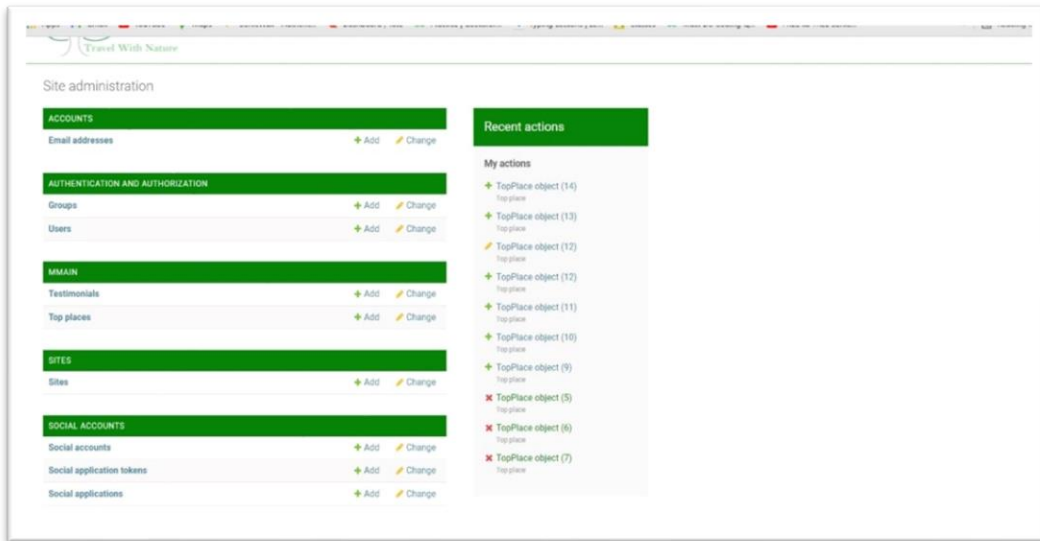 Travel With Nature
Site administration
ACCOUNTS
Email addresses + Add Change
AUTHENTICATION AND AUTHORIZATION
Groups + Add Change
Users + Add Change
MMAIN
Testimonials + Add Change
Top places + Add Change
SITES
Sites + Add Change
SOCIAL ACCOUNTS
Social accounts + Add Change
Social application tokens + Add Change
Social applications + Add Change
Recent actions
My actions
+ TopPlace object (14)
Top place
+ TopPlace object (13)
Top place
TopPlace object (12)
Top place
+ TopPlace object (12)
Top place
+ TopPlace object (11)
Top place
+ TopPlace object (10)
Top place
+ TopPlace object (9)
Top place
× TopPlace object (5)
Top place
× TopPlace object (6)
Top place
× TopPlace object (7)
Top place